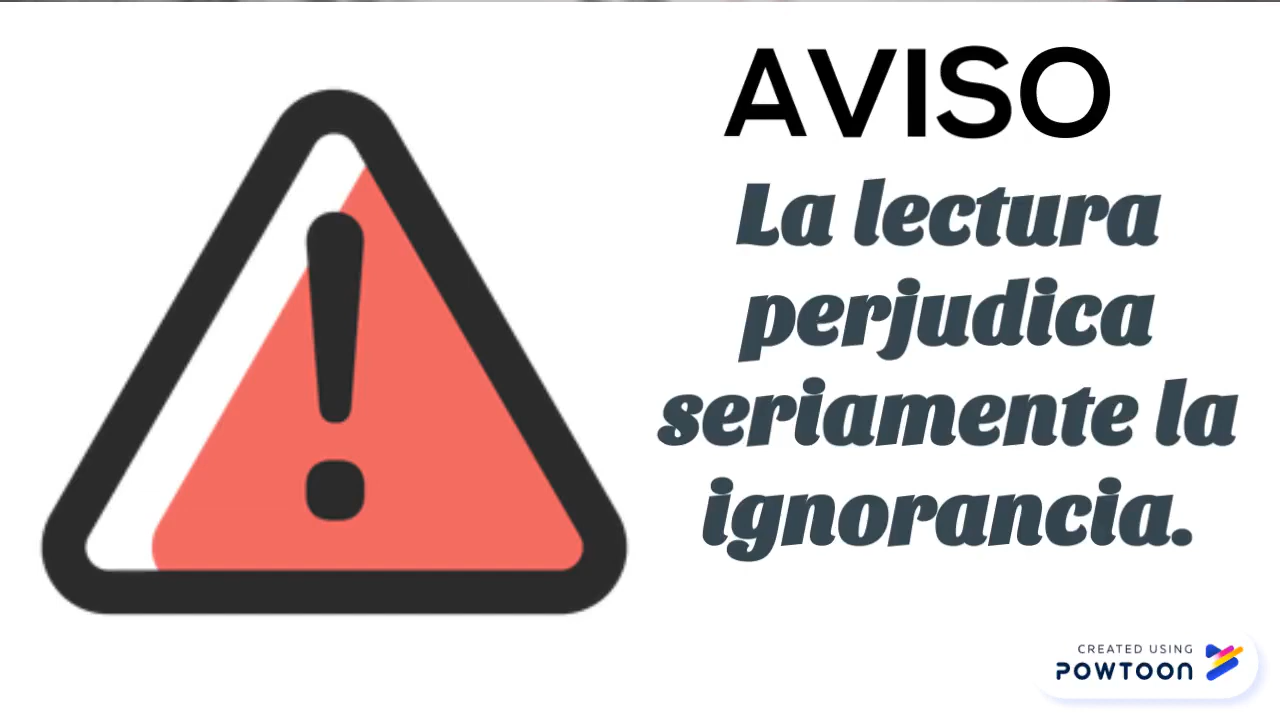 AVISO
La lectura
perjudica
seriamente la
ignorancia.
CREATED USING
POWTOON